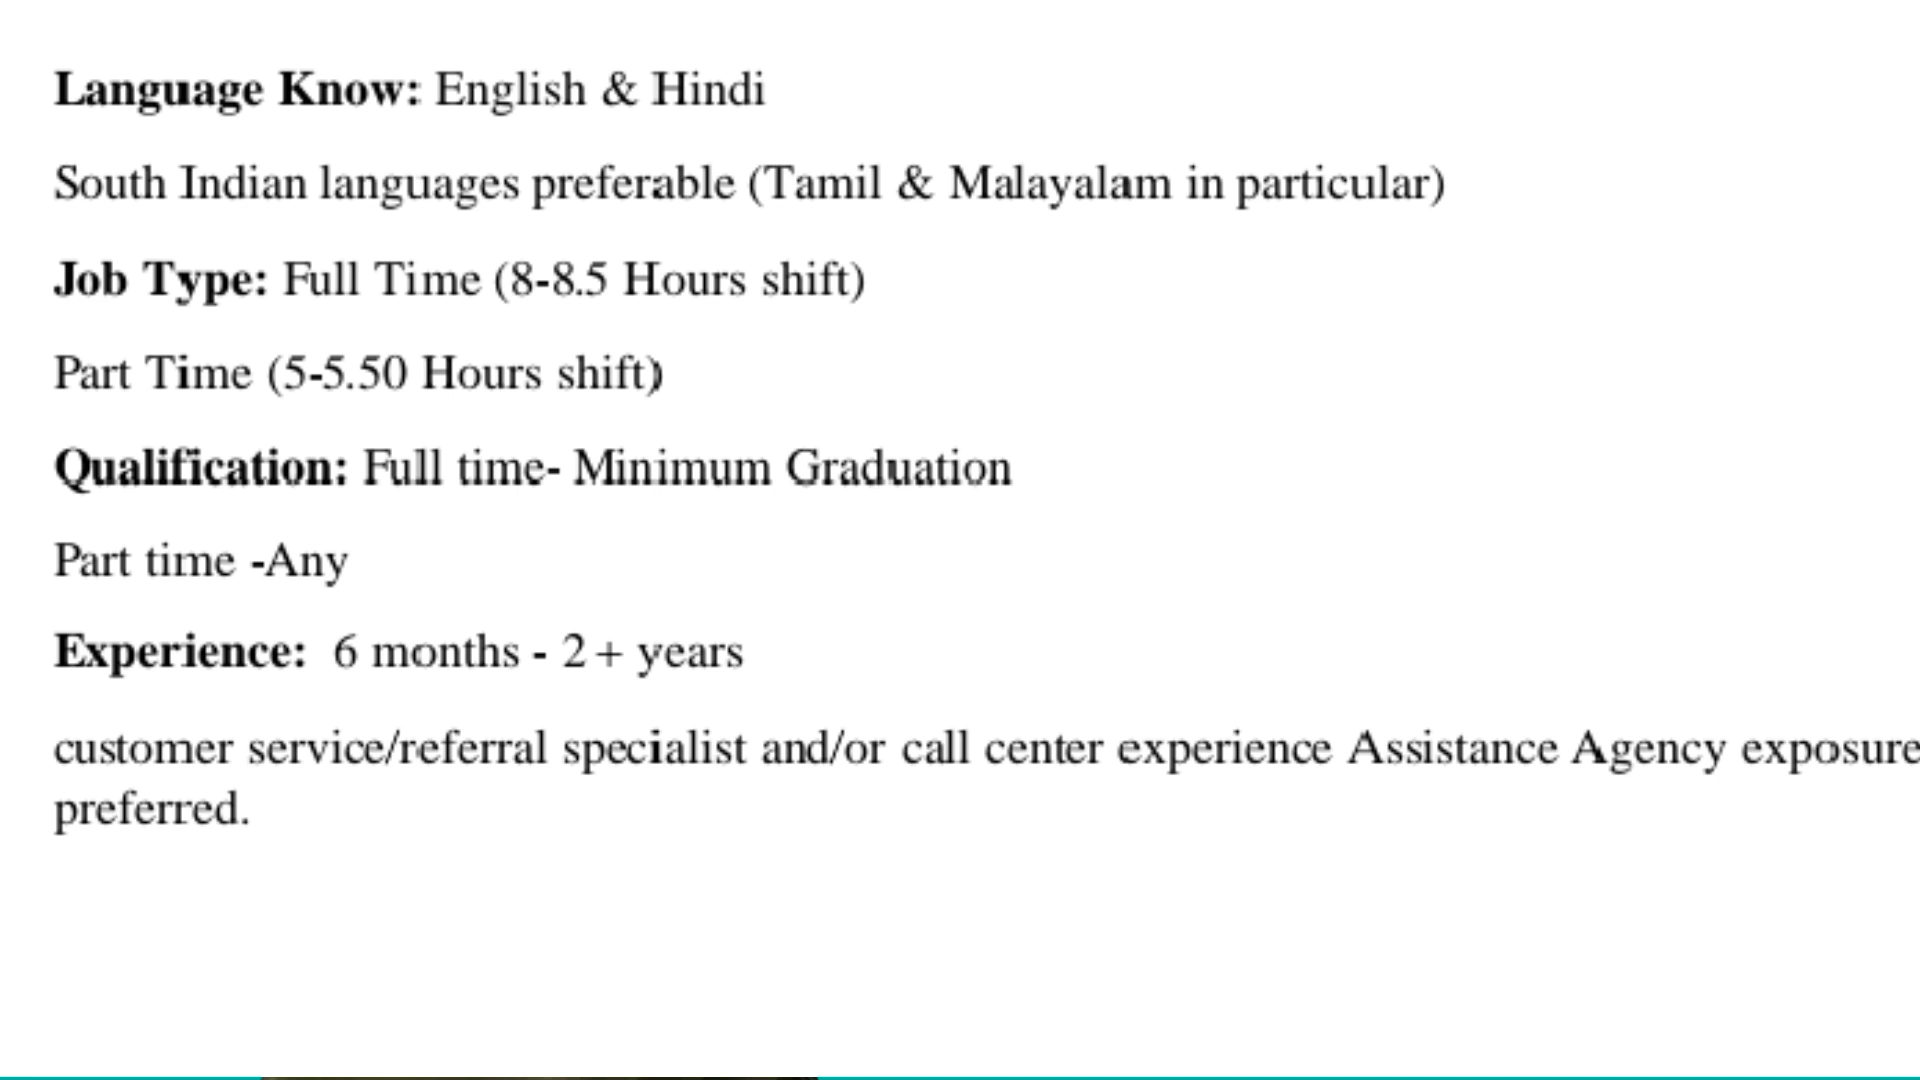 Language Know: English & Hindi
South Indian languages preferable (Tamil & Malayalam in particular)
Job Type: Full Time (8-8.5 Hours shift)
Part Time (5-5.50 Hours shift)
Qualification: Full time- Minimum Graduation
Part time -Any
Experience: 6 months - 2+ years
customer service/referral specialist and/or call center experience Assistance Agency exposure
preferred.